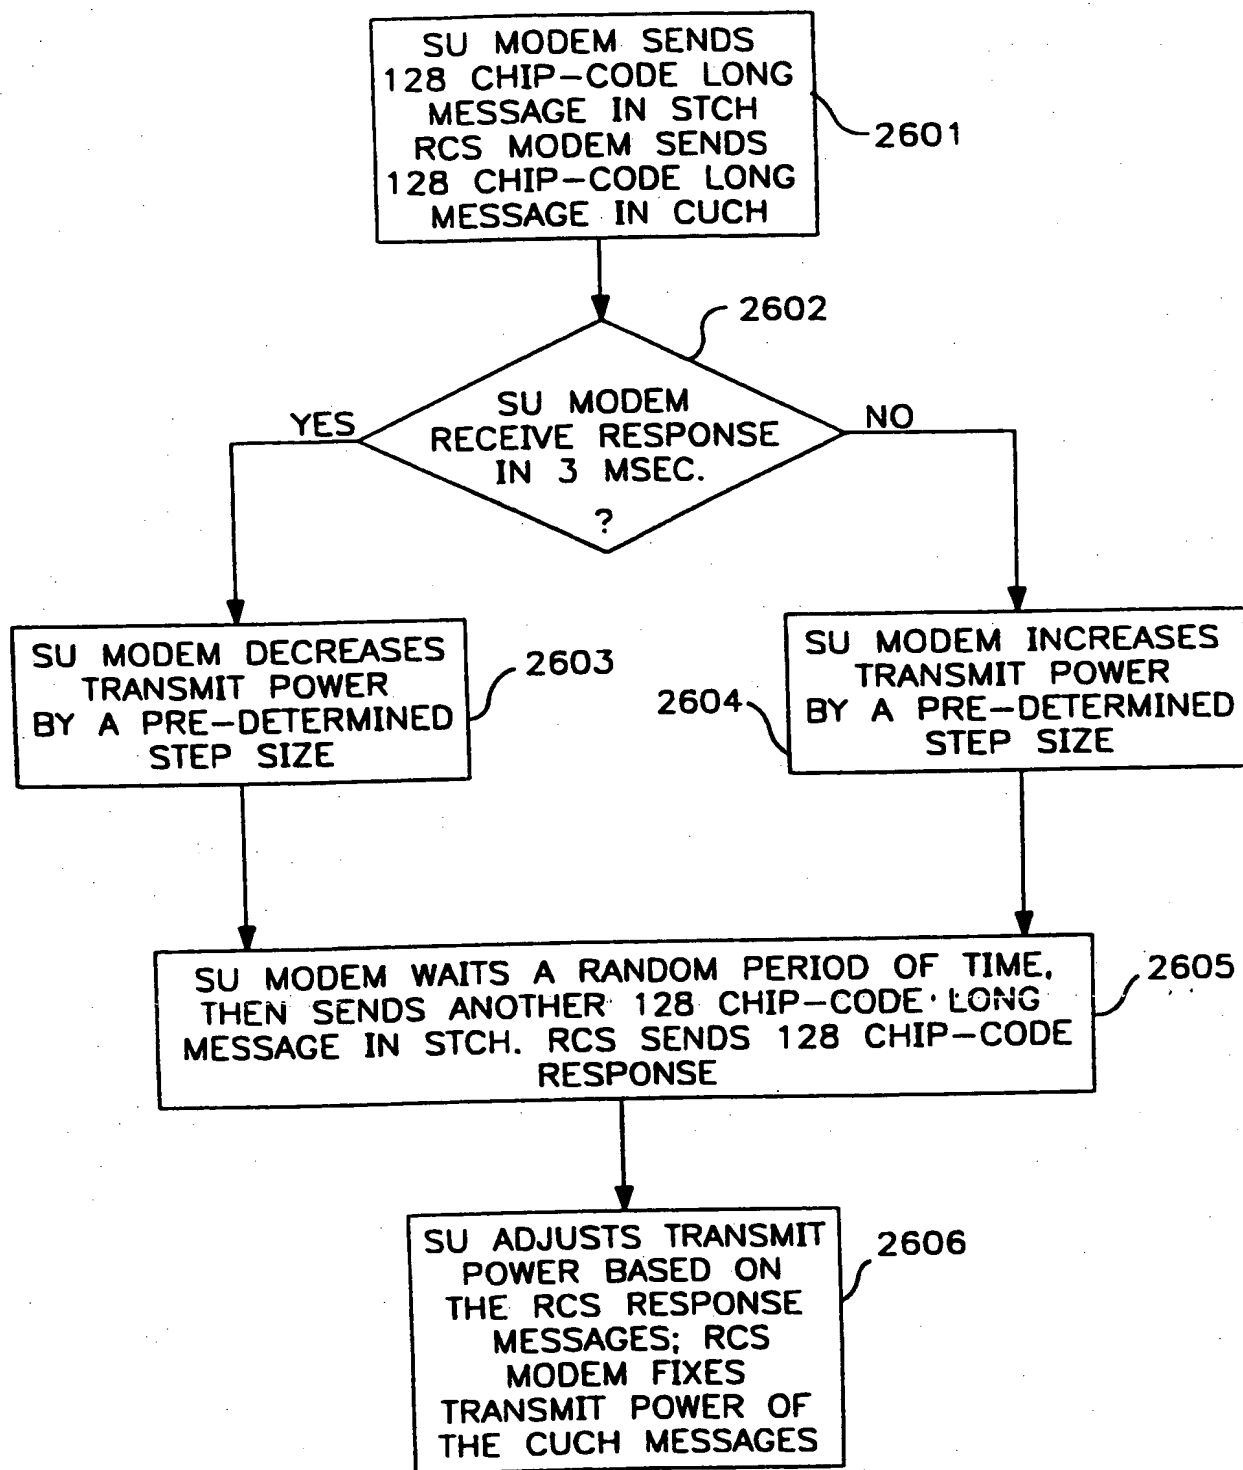 SU MODEM SENDS
128 CHIP-CODE LONG
MESSAGE IN STCH
RCS MODEM SENDS
128 CHIP-CODE LONG
MESSAGE IN CUCH
2601
2602
SU MODEM
RECEIVE RESPONSE
IN 3 MSEC.
?
YES
NO
SU MODEM DECREASES
TRANSMIT POWER
BY A PRE-DETERMINED
STEP SIZE
2603
SU MODEM INCREASES
TRANSMIT POWER
BY A PRE-DETERMINED
STEP SIZE
2604
SU MODEM WAITS A RANDOM PERIOD OF TIME,
THEN SENDS ANOTHER 128 CHIP-CODE LONG
MESSAGE IN STCH. RCS SENDS 128 CHIP-CODE
RESPONSE
2605
SU ADJUSTS TRANSMIT
POWER BASED ON
THE RCS RESPONSE
MESSAGES; RCS
MODEM FIXES
TRANSMIT POWER OF
THE CUCH MESSAGES
2606